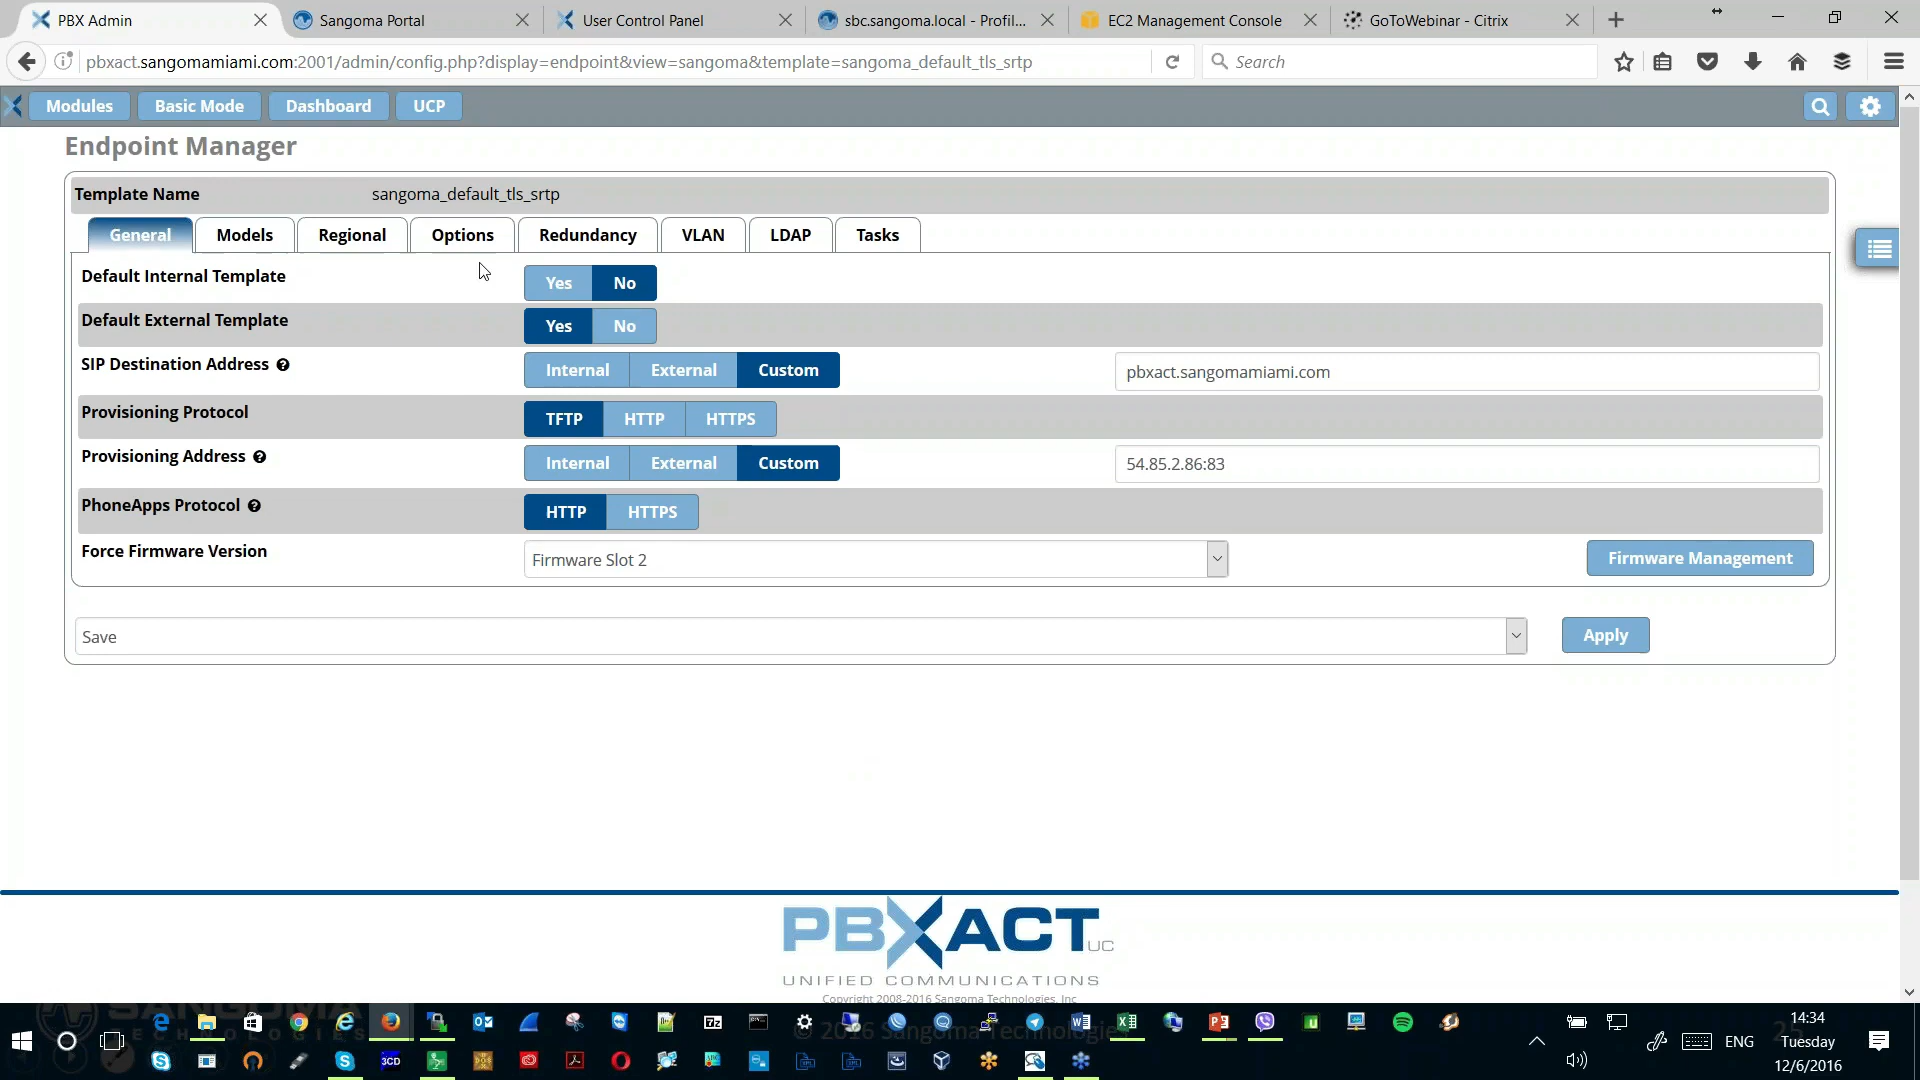 PBX Admin
Sangoma Portal
User Control Panel
sbc.sangoma.local - Profil...
EC2 Management Console
GoToWebinar - Citrix
pbxact.sangomamiami.com:2001/admin/config.php?display=endpoint&view=sangoma&template=sangoma_default_tls_srtp
Search
Modules
Basic Mode
Dashboard
UCP
Endpoint Manager
Template Name
sangoma_default_tls_srtp
General
Models
Regional
Options
Redundancy
VLAN
LDAP
Tasks
Default Internal Template
Yes
No
Default External Template
Yes
No
SIP Destination Address
Internal
External
Custom
pbxact.sangomamiami.com
Provisioning Protocol
TFTP
HTTP
HTTPS
Provisioning Address
Internal
External
Custom
54.85.2.86:83
PhoneApps Protocol
HTTP
HTTPS
Force Firmware Version
Firmware Slot 2
Firmware Management
Save
Apply
PBXACT UC
UNIFIED COMMUNICATIONS
Copyright 2008-2016 Sangoma Technologies, Inc
ENG
14:34
Tuesday
12/6/2016